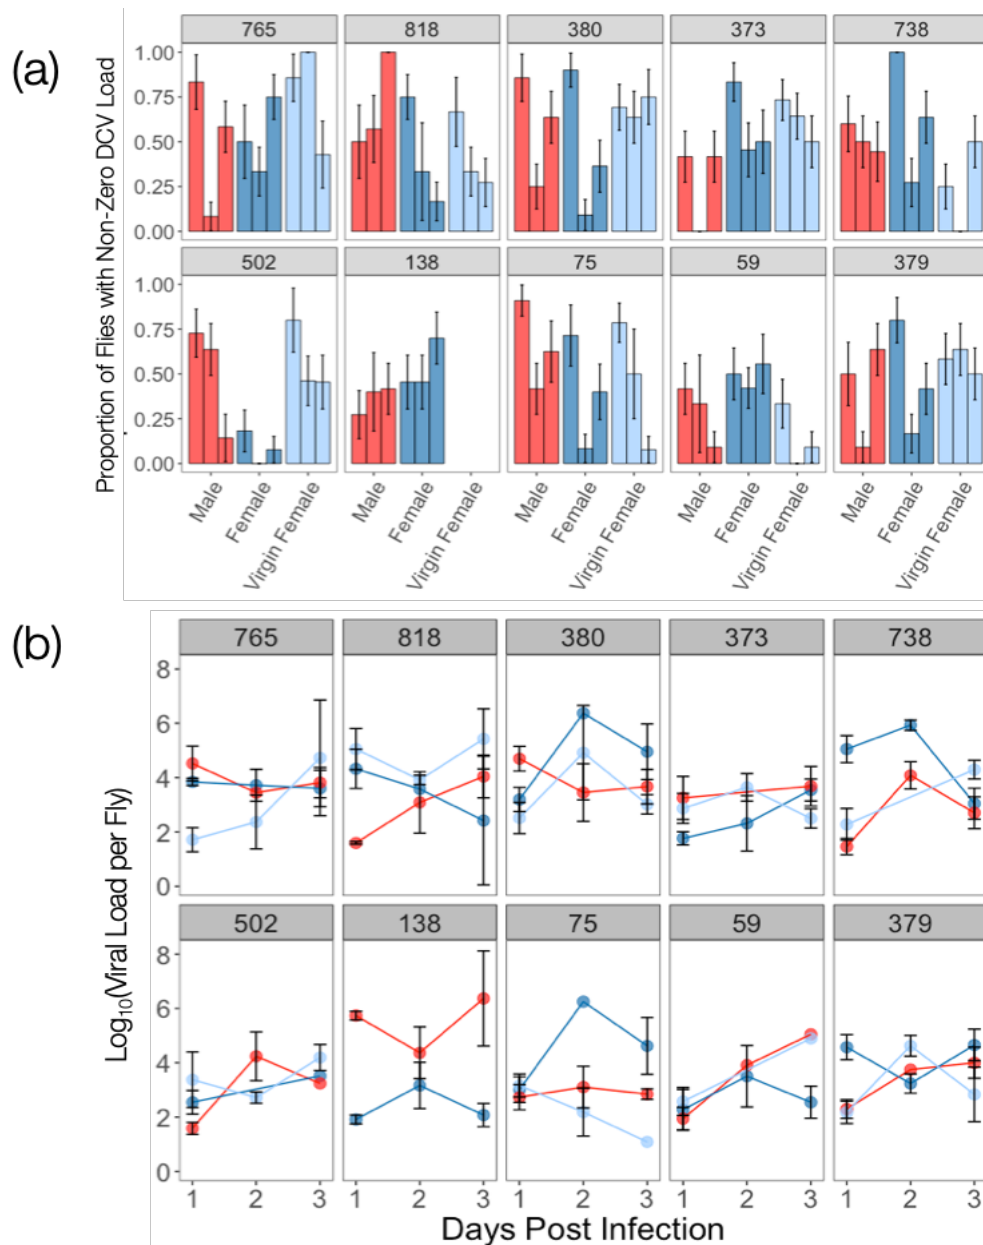 (a)
Proportion of Flies with Non-Zero DCV Load
765 818 380 373 738
1.00
0.75
0.50
0.25
0.00
502 138 75 59 379
1.00
0.75
0.50
0.25
0.00
Male Female Virgin Female Male Female Virgin Female Male Female Virgin Female Male Female Virgin Female Male Female Virgin Female
(b)
Log10(Viral Load per Fly)
765 818 380 373 738
8
6
4
2
0
502 138 75 59 379
8
6
4
2
0
1 2 3 1 2 3 1 2 3 1 2 3 1 2 3
Days Post Infection